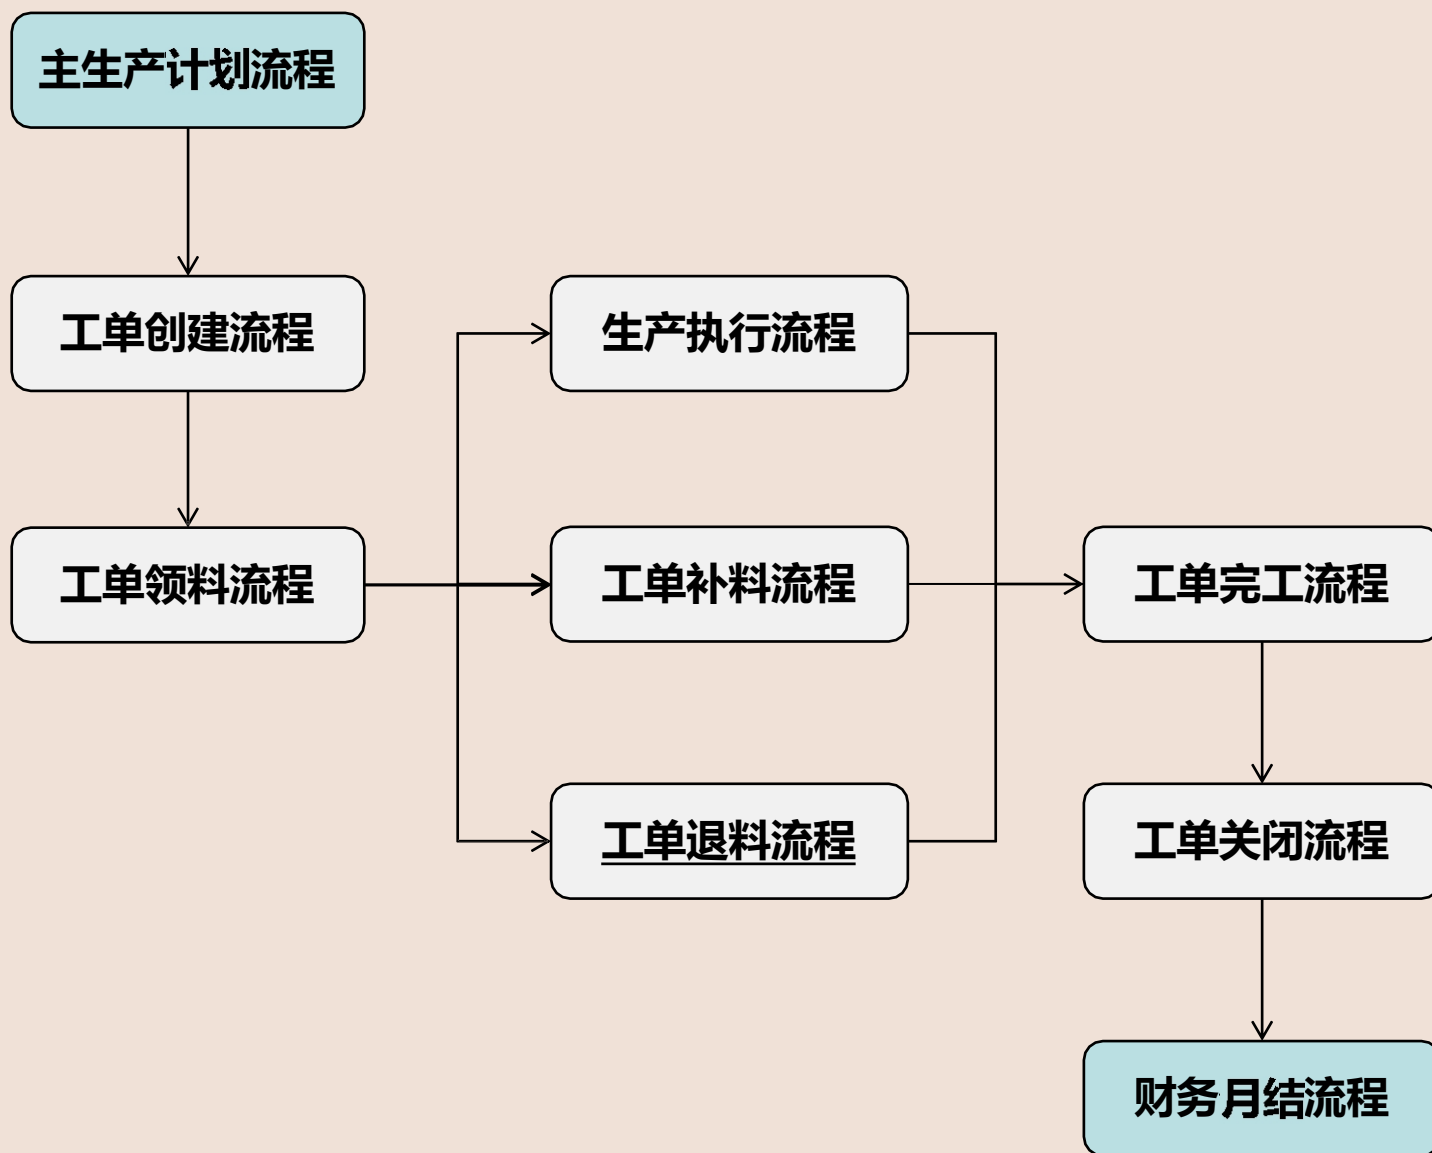 主生产计划流程
工单创建流程
生产执行流程
工单领料流程
工单补料流程
工单完工流程
工单退料流程
工单关闭流程
财务月结流程